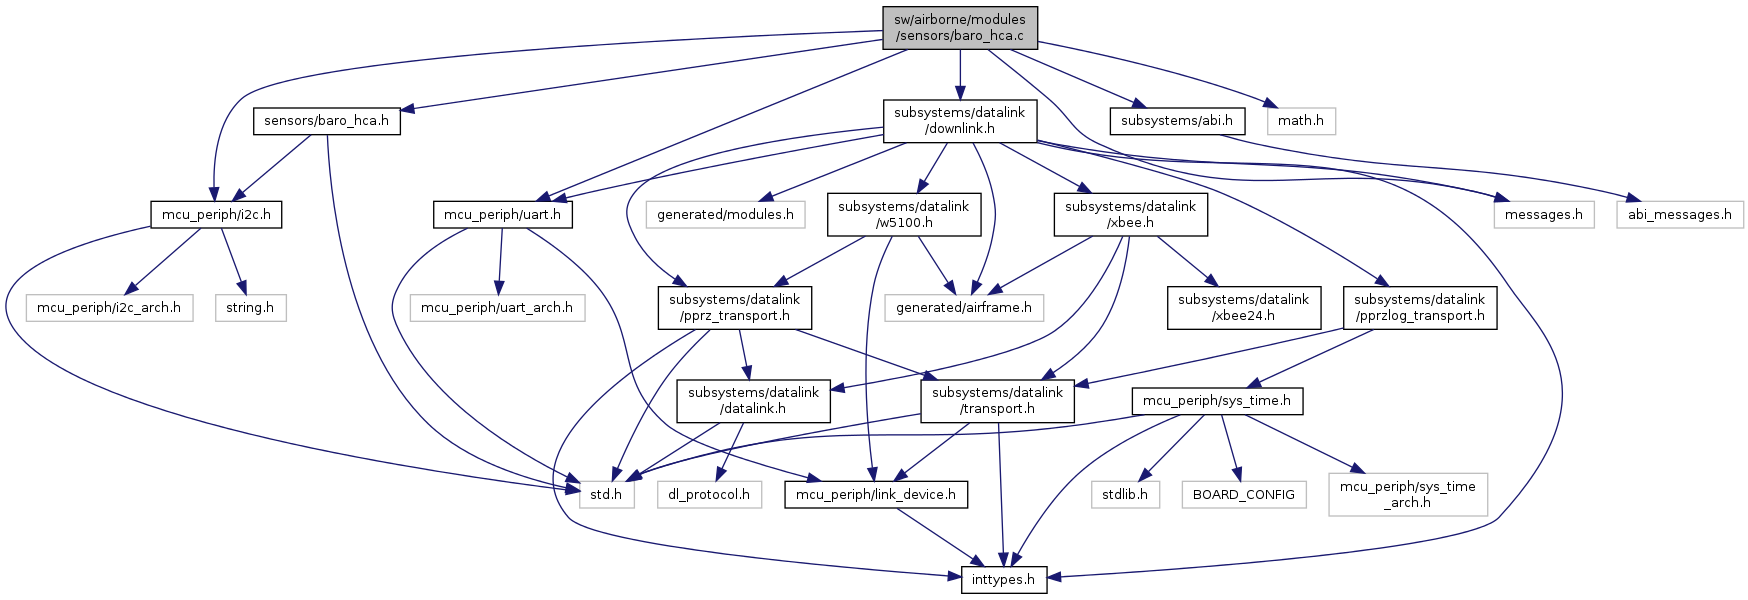 sw/airborne/modules
/sensors/baro_hca.c
sensors/baro_hca.h
subsystems/datalink
/downlink.h
subsystems/abi.h
math.h
mcu_periph/i2c.h
mcu_periph/uart.h
generated/modules.h
subsystems/datalink
/w5100.h
subsystems/datalink
/xbee.h
messages.h
abi_messages.h
mcu_periph/i2c_arch.h
string.h
mcu_periph/uart_arch.h
subsystems/datalink
/pprz_transport.h
generated/airframe.h
subsystems/datalink
/xbee24.h
subsystems/datalink
/pprzlog_transport.h
subsystems/datalink
/datalink.h
subsystems/datalink
/transport.h
mcu_periph/sys_time.h
std.h
dl_protocol.h
mcu_periph/link_device.h
stdlib.h
BOARD_CONFIG
mcu_periph/sys_time
_arch.h
inttypes.h